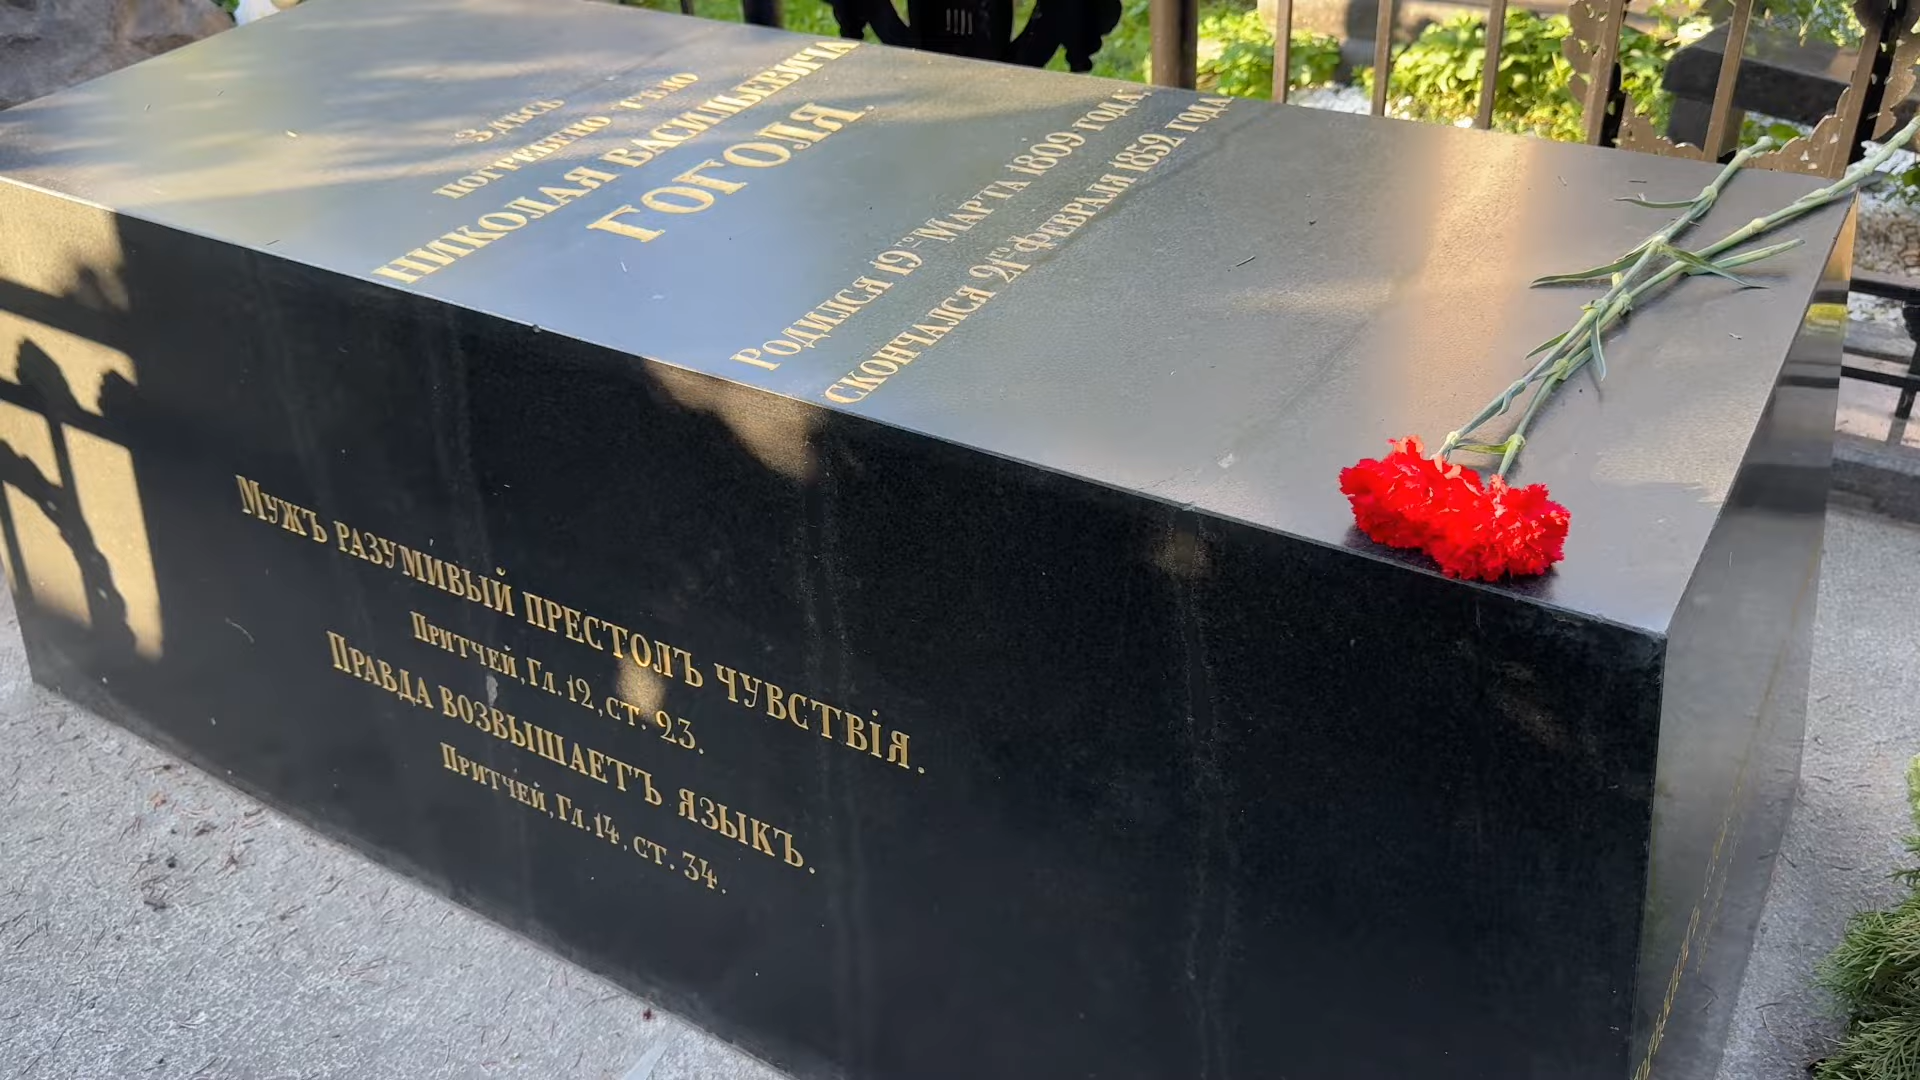 Здѣсь
погребено тѣло
НИКОЛАЯ ВАСИЛЬЕВИЧА
ГОГОЛЯ.
Родился 19го Марта 1809 года,
скончался 21го Февраля 1852 года
Мужъ разумивый престолъ чувствія.
Притчей, Гл. 12, ст. 23.
Правда возвышаетъ языкъ.
Притчей, Гл. 14, ст. 34.